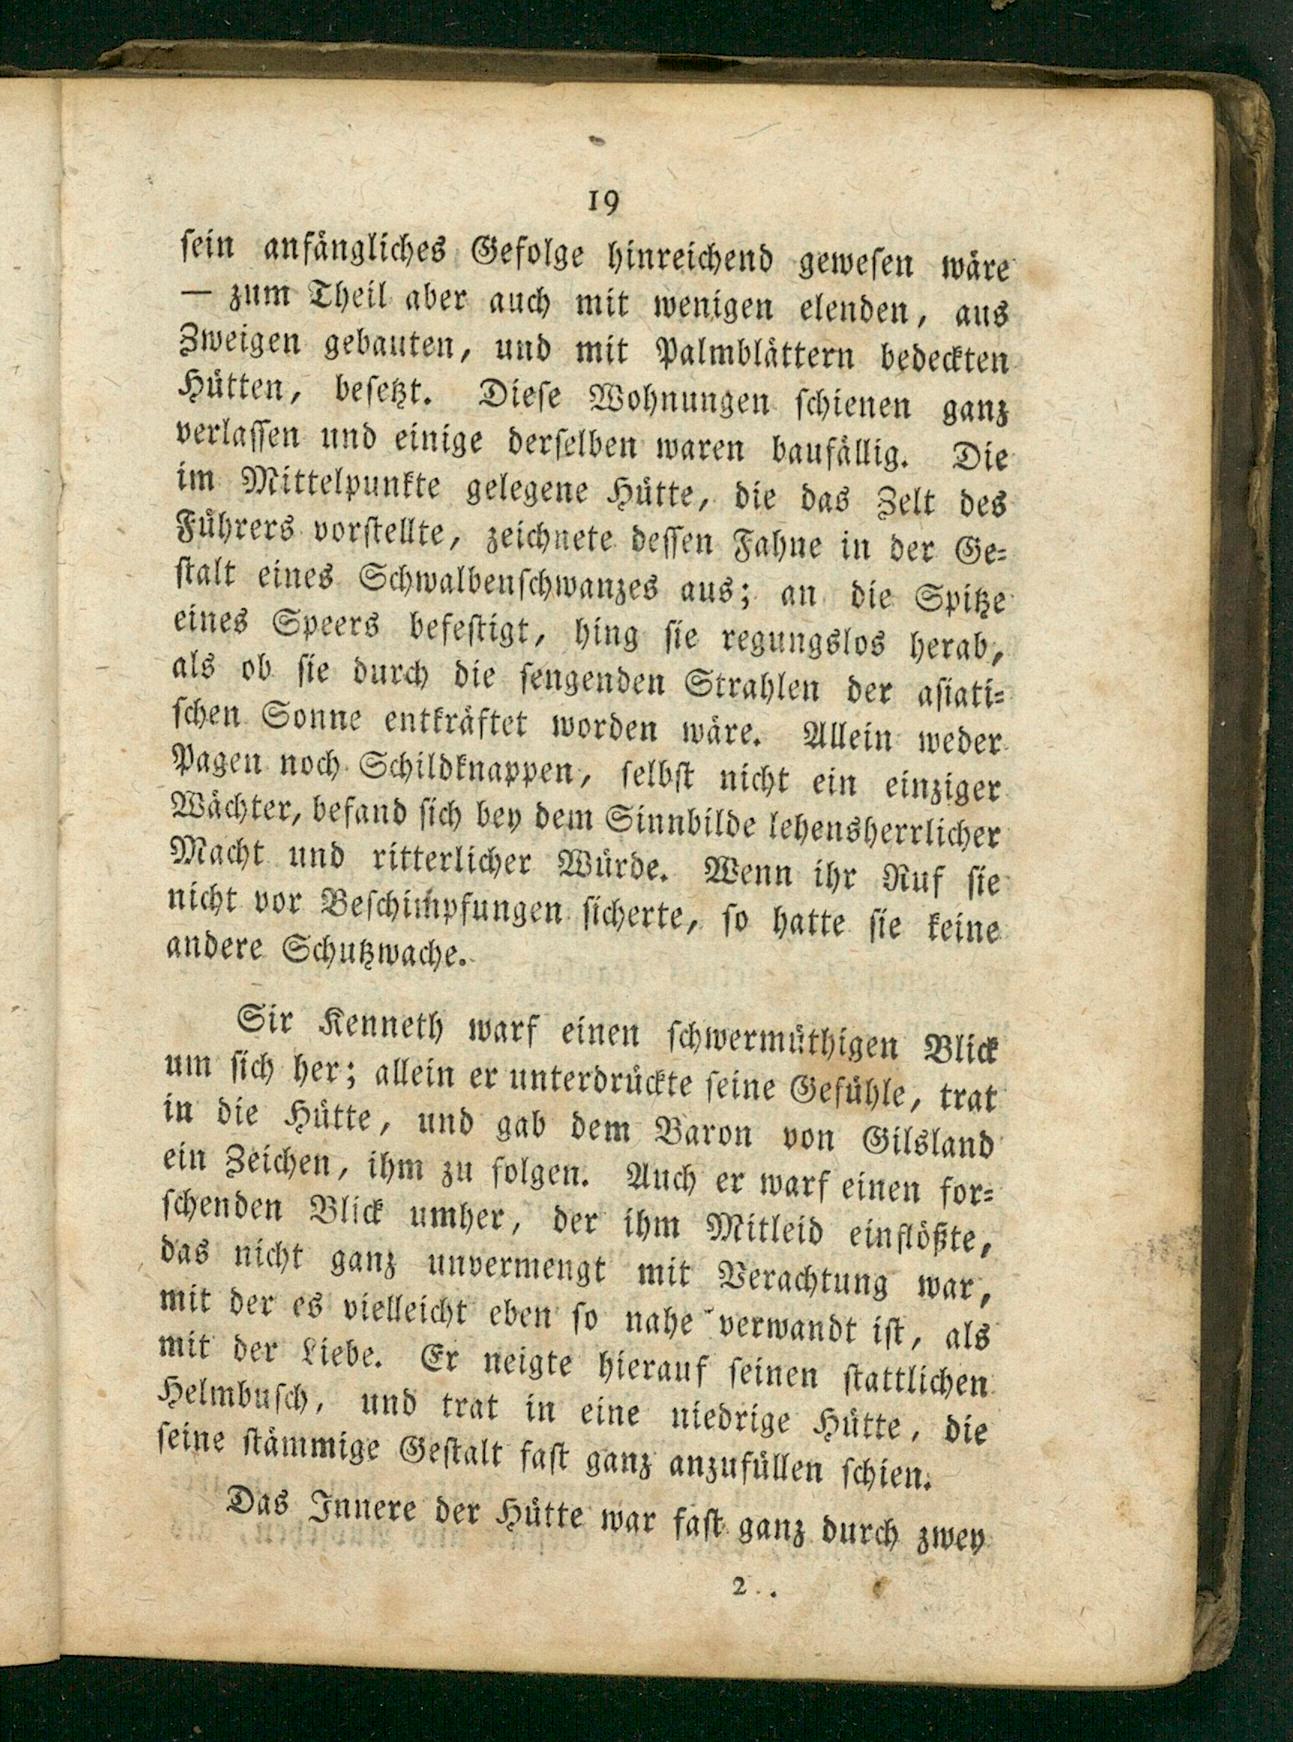 19
sein anfängliches Gefolge hinreichend gewesen wäre
— zum Theil aber auch mit wenigen elenden, aus
Zweigen gebauten, und mit Palmblättern bedeckten
Hütten, besetzt. Diese Wohnungen schienen ganz
verlassen und einige derselben waren baufällig. Die
im Mittelpunkte gelegene Hütte, die das Zelt des
Führers vorstellte, zeichnete dessen Fahne in der Ge=
stalt eines Schwalbenschwanzes aus; an die Spitze
eines Speers befestigt, hing sie regungslos herab,
als ob sie durch die sengenden Strahlen der asiati=
schen Sonne entkräftet worden wäre. Allein weder
Pagen noch Schildknappen, selbst nicht ein einziger
Wächter, befand sich bey dem Sinnbilde lehensherrlicher
Macht und ritterlicher Würde. Wenn ihr Ruf sie
nicht vor Beschimpfungen sicherte, so hatte sie keine
andere Schutzwache.
Sir Kenneth warf einen schwermüthigen Blick
um sich her; allein er unterdrückte seine Gefühle, trat
in die Hütte, und gab dem Baron von Gilsland
ein Zeichen, ihm zu folgen. Auch er warf einen for=
schenden Blick umher, der ihm Mitleid einflößte,
das nicht ganz unvermengt mit Verachtung war,
mit der es vielleicht eben so nahe verwandt ist, als
mit der Liebe. Er neigte hierauf seinen stattlichen
Helmbusch, und trat in eine niedrige Hütte, die
seine stämmige Gestalt fast ganz anzufüllen schien.
Das Innere der Hütte war fast ganz durch zwey
2..